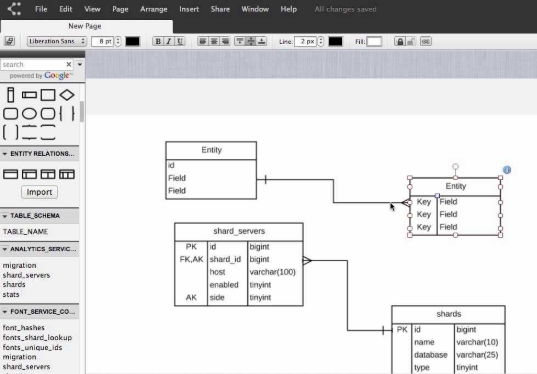 File Edit View Page Arrange Insert Share Window Help All changes saved
New Page
Liberation Sans 8 pt B I U Line: 2 px Fill:
search
powered by Google™
ENTITY RELATIONS...
Import
TABLE_SCHEMA
TABLE_NAME
ANALYTICS_SERVIC...
migration
shard_servers
shards
stats
FONT_SERVICE_CO...
font_hashes
fonts_shard_lookup
fonts_unique_ids
migration
shard_servers
Entity
id
Field
Field
Entity
Key Field
Key Field
Key Field
shard_servers
PK id bigint
FK,AK shard_id bigint
host varchar(100)
enabled tinyint
AK side tinyint
shards
PK id bigint
name varchar(10)
database varchar(25)
type tinyint